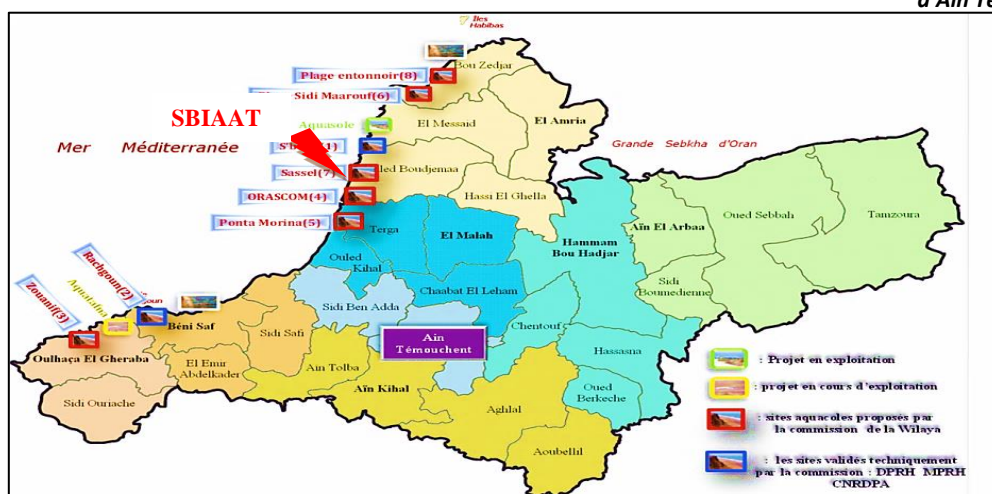 d'Ain Te
Îles
Habibas
Bou Zedjar
Plage entonnoir(8)
Sidi Maarouf(6)
SBIAAT
Aquasole
El Messaid
El Amria
Mer Méditerranée
Grande Sebkha d'Oran
Sassel(7)
led Boudjemaa
ORASCOM(4)
Hassi El Ghella
Oued Sebbah
Tamzoura
Ponta Morina(5)
Terga
El Malah
Aïn El Arbaa
Hammam
Bou Hadjar
Ouled
Kihal
Chaabat El Leham
Sidi
Boumedienne
Rachgoun(2)
Aquatafna
Zouanif(3)
Béni Saf
Sidi Safi
Sidi Ben Adda
Chentouf
Ain
Témouchent
Hassasna
Oulhaça El Gheraba
El Emir
Abdelkader
Ain Tolba
Aïn Kihal
Sidi Ouriache
Aghlal
Oued
Berkeche
Aoubellil
: Projet en exploitation
: projet en cours d'exploitation
: sites aquacoles proposés par
la commission de la Wilaya
: les sites validés techniquement
par la commission : DPRH MPRH
CNRDPA